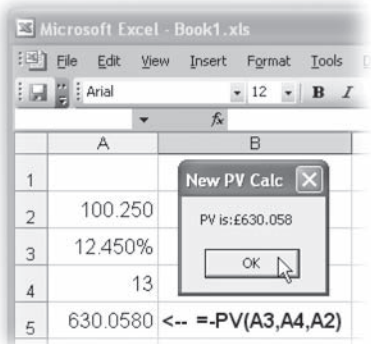 Microsoft Excel - Book1.xls
File Edit View Insert Format Tools
Arial 12 B I
fx
A B
1
New PV Calc
2 100.250 PV is:£630.058
3 12.450%
OK
4 13
5 630.0580 <-- =-PV(A3,A4,A2)